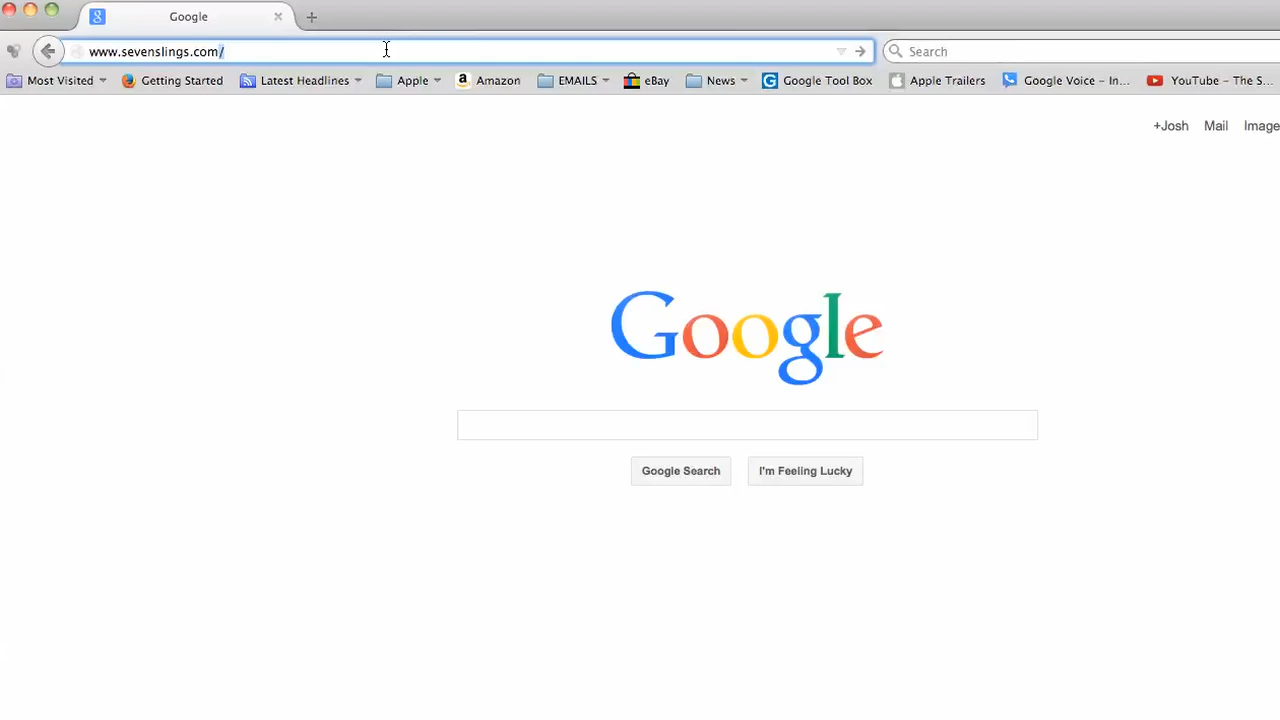 Google
www.sevenslings.com/
Search
Most Visited
Getting Started
Latest Headlines
Apple
Amazon
EMAILS
eBay
News
Google Tool Box
Apple Trailers
Google Voice – In...
YouTube – The S...
+Josh
Mail
Image
Google
Google Search
I'm Feeling Lucky